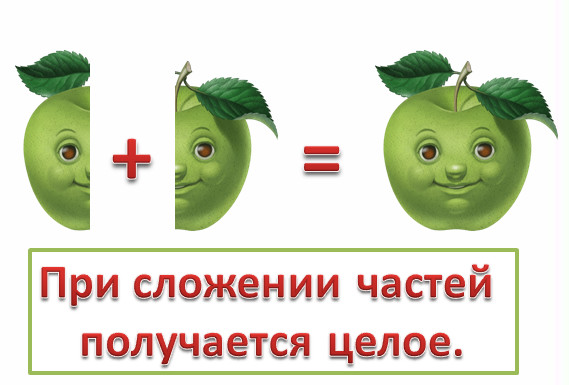 + =
При сложении частей
получается целое.